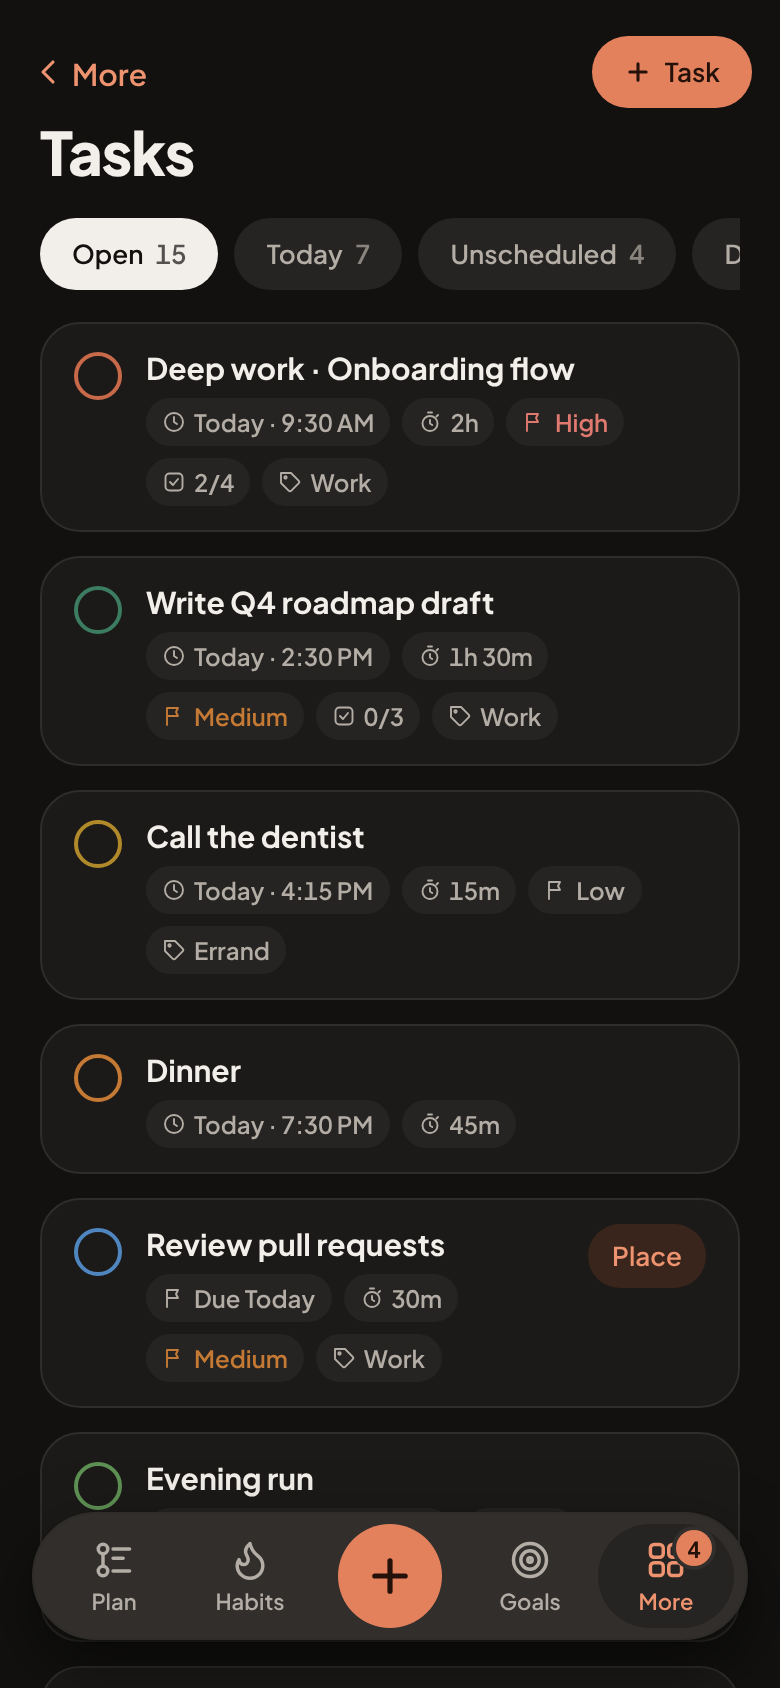 More
+ Task
Tasks
Open 15 Today 7 Unscheduled 4 D
Deep work · Onboarding flow
Today · 9:30 AM 2h High
2/4 Work
Write Q4 roadmap draft
Today · 2:30 PM 1h 30m
Medium 0/3 Work
Call the dentist
Today · 4:15 PM 15m Low
Errand
Dinner
Today · 7:30 PM 45m
Review pull requests
Place
Due Today 30m
Medium Work
Evening run
4
Plan Habits Goals More